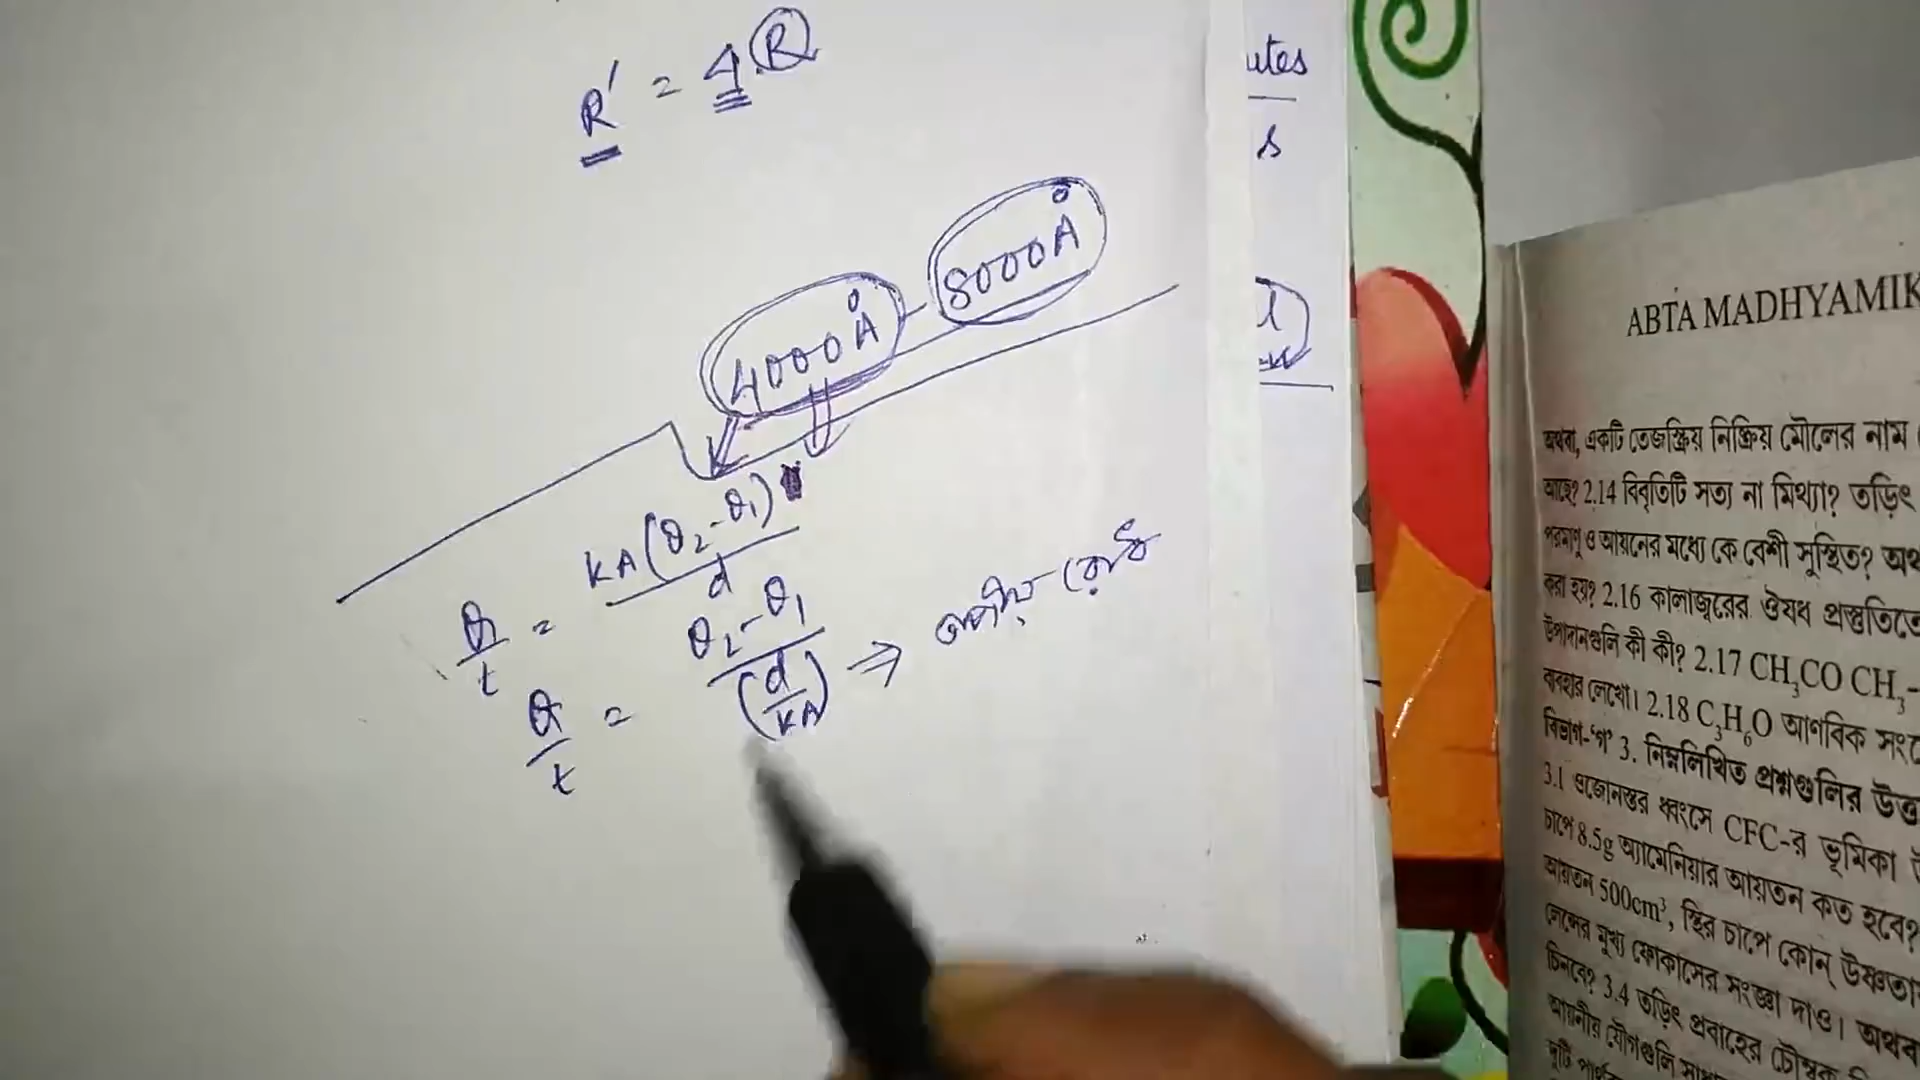 R' = 4R
4000Å - 8000Å
Q/t = KA(θ₂-θ₁)/d
Q/t = θ₂-θ₁/(d/KA) ⇒ তাপীয় রোধ
utes
s
ABTA MADHYAMIK
অথবা, একটি তেজস্ক্রিয় নিষ্ক্রিয় মৌলের নাম
আছে? 2.14 বিবৃতিটি সত্য না মিথ্যা? তড়িৎ
পরমাণু ও আয়নের মধ্যে কে বেশী সুস্থিত? অথ
করা হয়? 2.16 কালাজ্বরের ঔষধ প্রস্তুতিতে
উপাদানগুলি কী কী? 2.17 CH₃CO CH₃-
ব্যবহার লেখো। 2.18 C₃H₆O আণবিক সংকে
বিভাগ-‘গ’ 3. নিম্নলিখিত প্রশ্নগুলির উত্ত
3.1 ওজোনস্তর ধ্বংসে CFC-র ভূমিকা
চাপে 8.5g অ্যামোনিয়ার আয়তন কত হবে?
আয়তন 500cm³, স্থির চাপে কোন্ উষ্ণতা
লেন্সের মুখ্য ফোকাসের সংজ্ঞা দাও। অথবা
চিনবে? 3.4 তড়িৎ প্রবাহের চৌম্বক
আয়নীয় যৌগগুলি সাধা
দুটি পার্থক